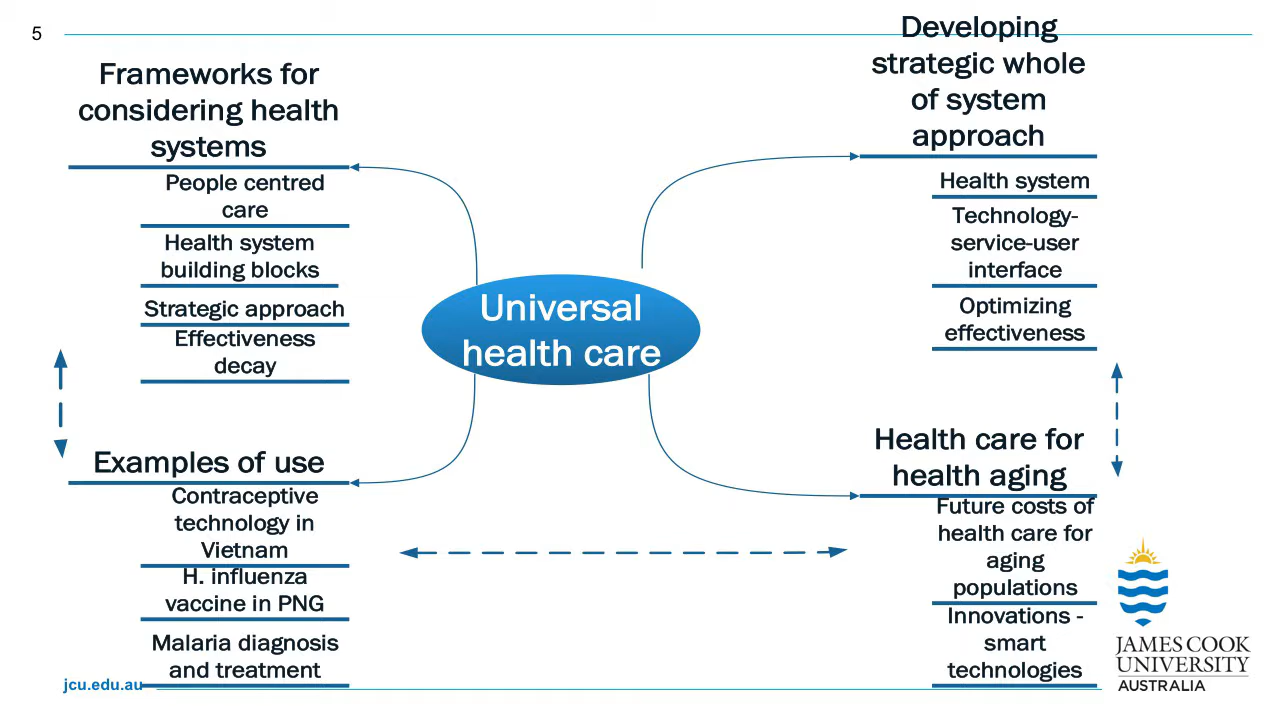 5
Frameworks for
considering health
systems
People centred
care
Health system
building blocks
Strategic approach
Effectiveness
decay
Developing
strategic whole
of system
approach
Health system
Technology-
service-user
interface
Optimizing
effectiveness
Universal
health care
Examples of use
Contraceptive
technology in
Vietnam
H. influenza
vaccine in PNG
Malaria diagnosis
and treatment
Health care for
health aging
Future costs of
health care for
aging
populations
Innovations -
smart
technologies
jcu.edu.au
JAMES COOK
UNIVERSITY
AUSTRALIA